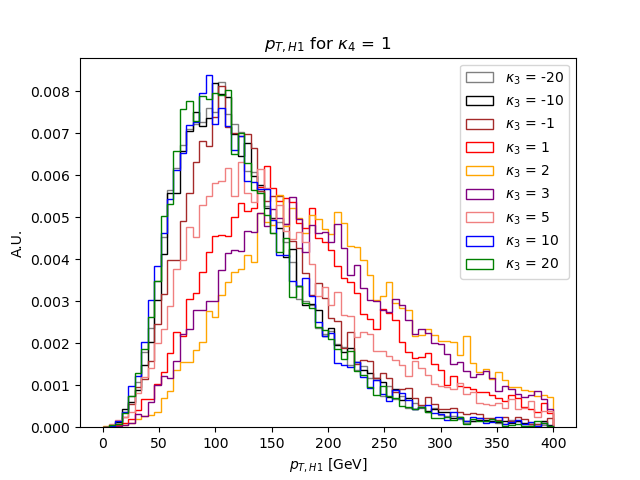 p_{T,H1} for κ_4 = 1
κ_3 = -20
κ_3 = -10
κ_3 = -1
κ_3 = 1
κ_3 = 2
κ_3 = 3
κ_3 = 5
κ_3 = 10
κ_3 = 20
A.U.
0.008
0.007
0.006
0.005
0.004
0.003
0.002
0.001
0.000
0 50 100 150 200 250 300 350 400
p_{T,H1} [GeV]